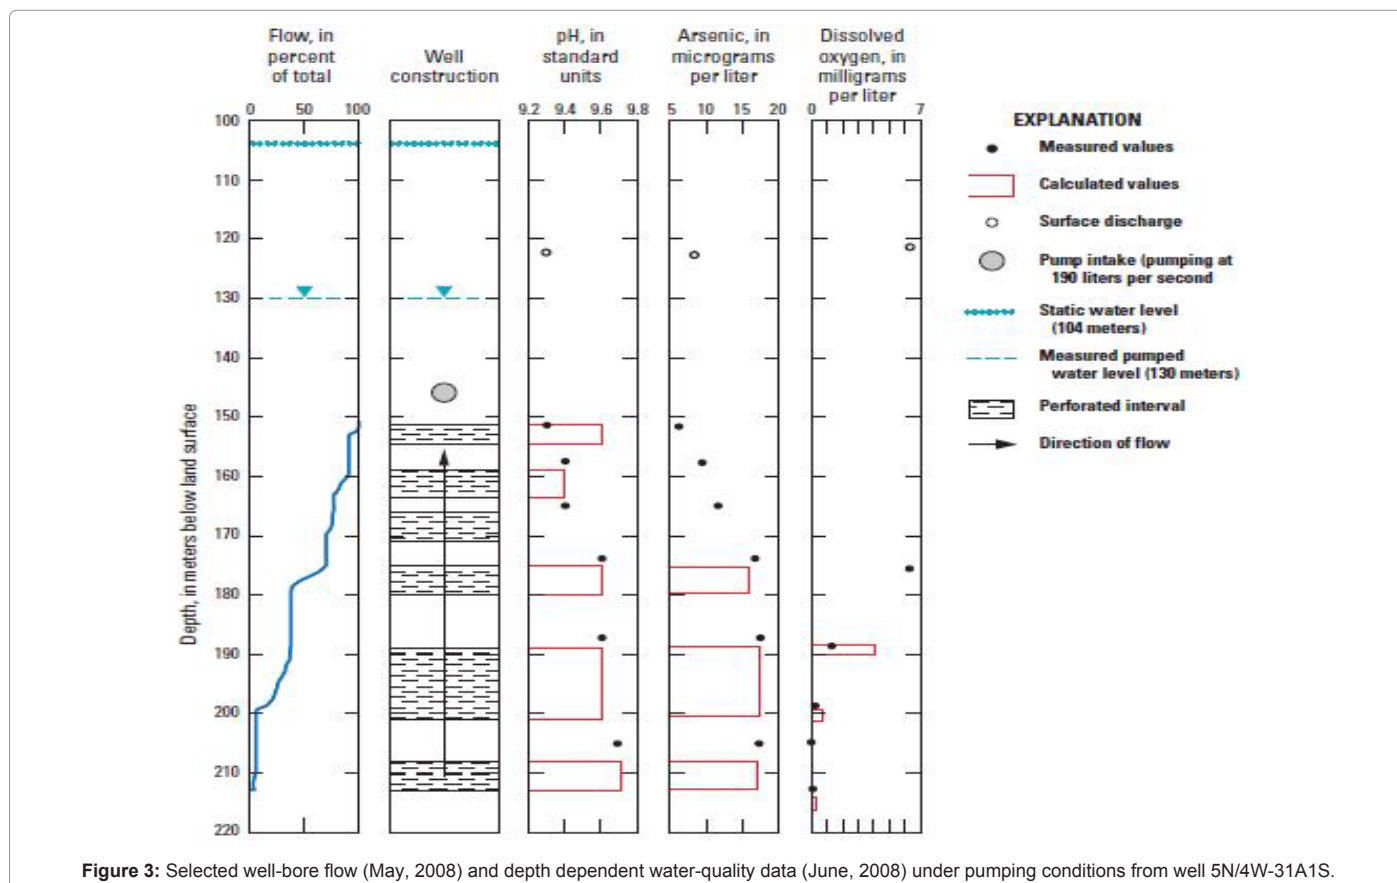 Flow, in
percent
of total
Well
construction
pH, in
standard
units
Arsenic, in
micrograms
per liter
Dissolved
oxygen, in
milligrams
per liter
0 50 100
9.2 9.4 9.6 9.8
5 10 15 20
0 7
100
110
120
130
140
150
160
170
180
190
200
210
220
Depth, in meters below land surface
EXPLANATION
Measured values
Calculated values
Surface discharge
Pump intake (pumping at
190 liters per second
Static water level
(104 meters)
Measured pumped
water level (130 meters)
Perforated interval
Direction of flow
Figure 3: Selected well-bore flow (May, 2008) and depth dependent water-quality data (June, 2008) under pumping conditions from well 5N/4W-31A1S.